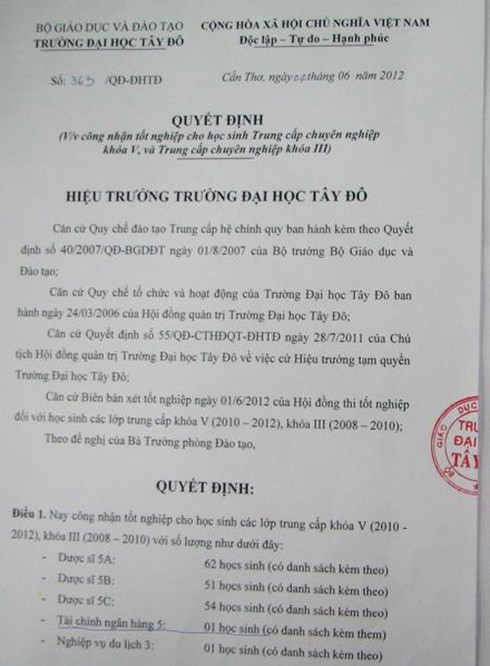 BỘ GIÁO DỤC VÀ ĐÀO TẠO
TRƯỜNG ĐẠI HỌC TÂY ĐÔ
CỘNG HÒA XÃ HỘI CHỦ NGHĨA VIỆT NAM
Độc lập – Tự do – Hạnh phúc
Số: 365 /QĐ-ĐHTĐ
Cần Thơ, ngày 04 tháng 06 năm 2012
QUYẾT ĐỊNH
(V/v công nhận tốt nghiệp cho học sinh Trung cấp chuyên nghiệp
khóa V, và Trung cấp chuyên nghiệp khóa III)
HIỆU TRƯỞNG TRƯỜNG ĐẠI HỌC TÂY ĐÔ
Căn cứ Quy chế đào tạo Trung cấp hệ chính quy ban hành kèm theo Quyết
định số 40/2007/QĐ-BGDĐT ngày 01/8/2007 của Bộ trưởng Bộ Giáo dục và
Đào tạo;
Căn cứ Quy chế tổ chức và hoạt động của Trường Đại học Tây Đô ban
hành ngày 24/03/2006 của Hội đồng quản trị Trường Đại học Tây Đô;
Căn cứ Quyết định số 55/QĐ-CTHĐQT-ĐHTĐ ngày 28/7/2011 của Chủ
tịch Hội đồng quản trị Trường Đại học Tây Đô về việc cử Hiệu trưởng tạm quyền
Trường Đại học Tây Đô;
Căn cứ Biên bản xét tốt nghiệp ngày 01/6/2012 của Hội đồng thi tốt nghiệp
đối với học sinh các lớp trung cấp khóa V (2010 – 2012), khóa III (2008 – 2010);
Theo đề nghị của Bà Trưởng phòng Đào tạo,
GIÁO DỤC
TRƯ
ĐẠI
TÂY
QUYẾT ĐỊNH:
Điều 1. Nay công nhận tốt nghiệp cho học sinh các lớp trung cấp khóa V (2010 -
2012), khóa III (2008 – 2010) với số lượng như dưới đây:
- Dược sĩ 5A: 62 họcs sinh (có danh sách kèm theo)
- Dược sĩ 5B: 51 học sinh (có danh sách kèm theo)
- Dược sĩ 5C: 54 học sinh (có danh sách kèm theo)
- Tài chính ngân hàng 5: 01 học sinh (có danh sách kèm them)
- Nghiệp vụ du lịch 3: 01 học sinh (có danh sách kèm theo)